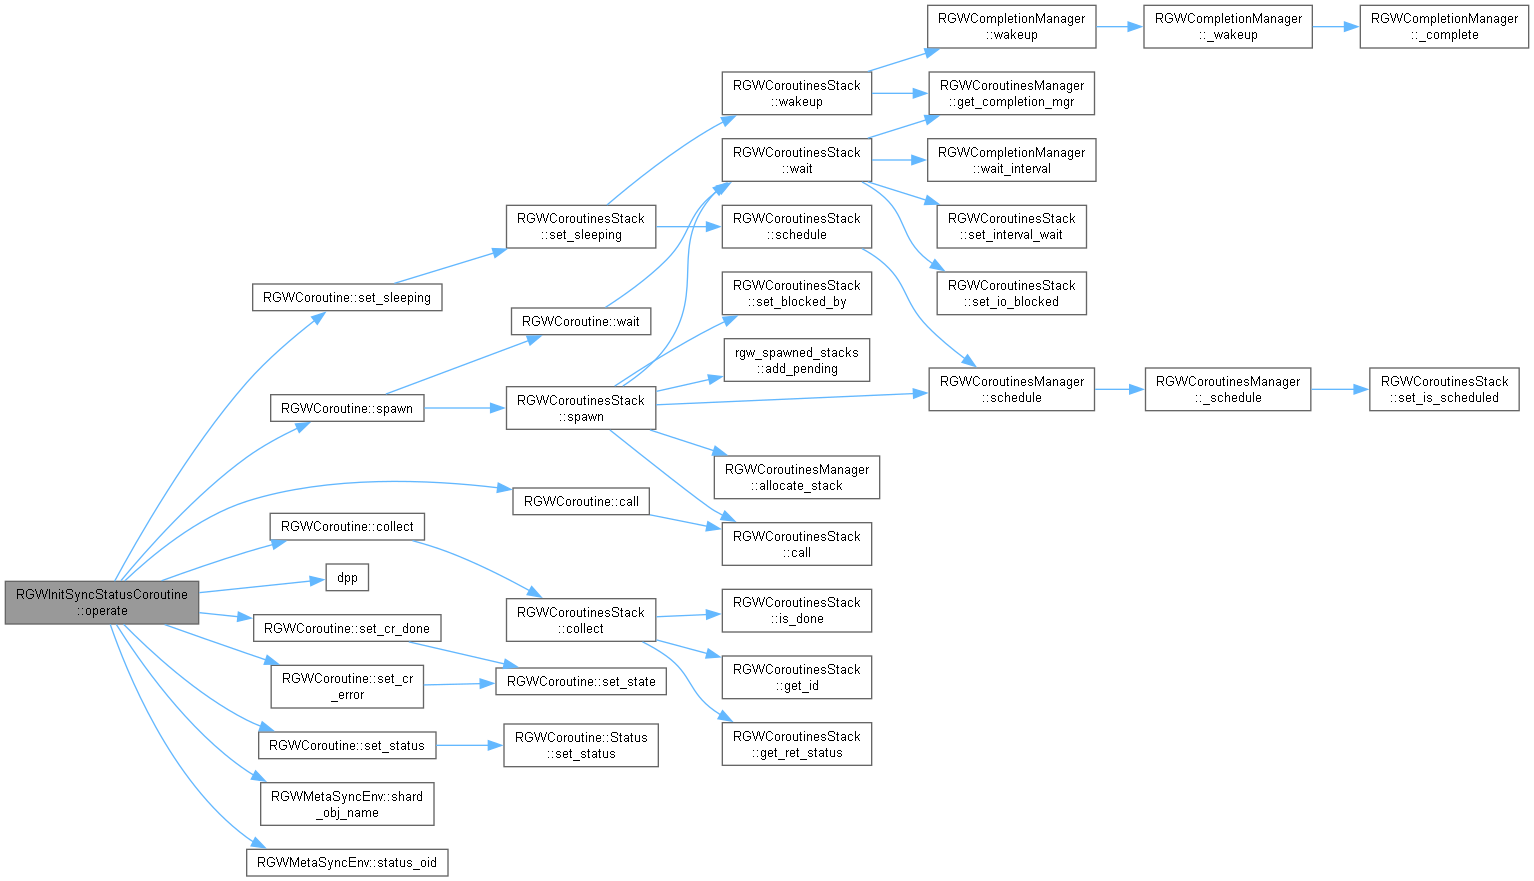 RGWInitSyncStatusCoroutine
::operate
RGWCoroutine::set_sleeping
RGWCoroutine::spawn
RGWCoroutine::collect
dpp
RGWCoroutine::set_cr_done
RGWCoroutine::set_cr
_error
RGWCoroutine::set_status
RGWMetaSyncEnv::shard
_obj_name
RGWMetaSyncEnv::status_oid
RGWCoroutinesStack
::set_sleeping
RGWCoroutine::wait
RGWCoroutinesStack
::spawn
RGWCoroutine::call
RGWCoroutinesStack
::collect
RGWCoroutine::set_state
RGWCoroutine::Status
::set_status
RGWCoroutinesStack
::wakeup
RGWCoroutinesStack
::wait
RGWCoroutinesStack
::schedule
RGWCoroutinesStack
::set_blocked_by
rgw_spawned_stacks
::add_pending
RGWCoroutinesManager
::allocate_stack
RGWCoroutinesStack
::call
RGWCoroutinesStack
::is_done
RGWCoroutinesStack
::get_id
RGWCoroutinesStack
::get_ret_status
RGWCompletionManager
::wakeup
RGWCoroutinesManager
::get_completion_mgr
RGWCompletionManager
::wait_interval
RGWCoroutinesStack
::set_interval_wait
RGWCoroutinesStack
::set_io_blocked
RGWCoroutinesManager
::schedule
RGWCompletionManager
::_wakeup
RGWCoroutinesManager
::_schedule
RGWCompletionManager
::_complete
RGWCoroutinesStack
::set_is_scheduled